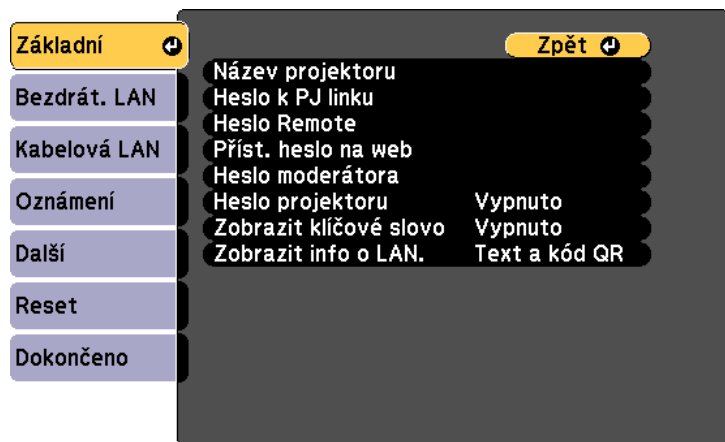 Základní
Bezdrát. LAN
Kabelová LAN
Oznámení
Další
Reset
Dokončeno
Zpět
Název projektoru
Heslo k PJ linku
Heslo Remote
Příst. heslo na web
Heslo moderátora
Heslo projektoru Vypnuto
Zobrazit klíčové slovo Vypnuto
Zobrazit info o LAN. Text a kód QR